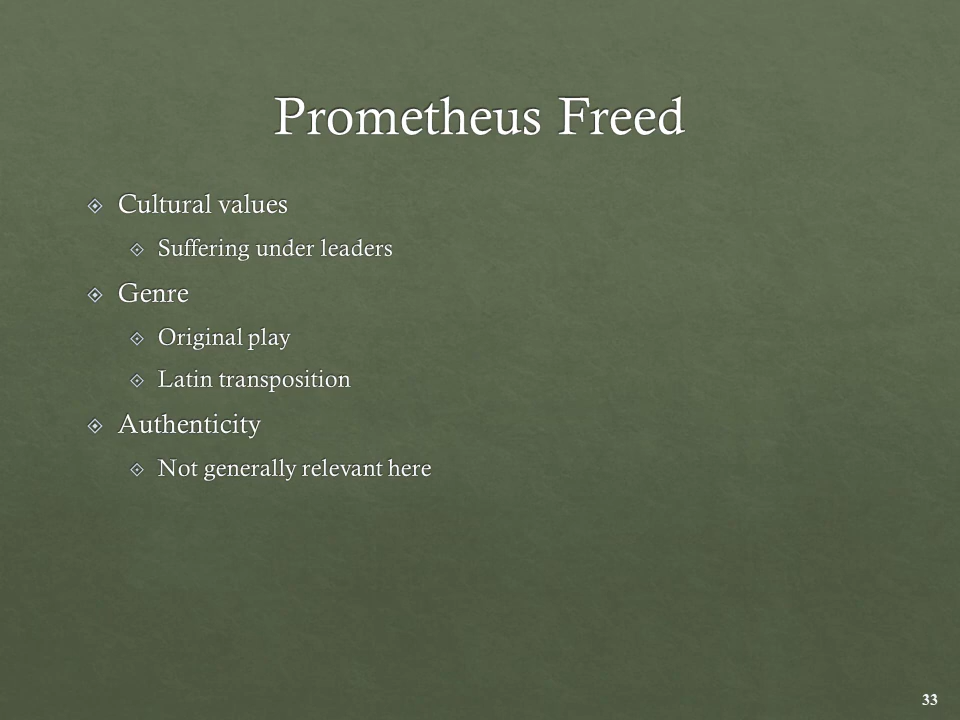 Prometheus Freed
Cultural values
Suffering under leaders
Genre
Original play
Latin transposition
Authenticity
Not generally relevant here
33